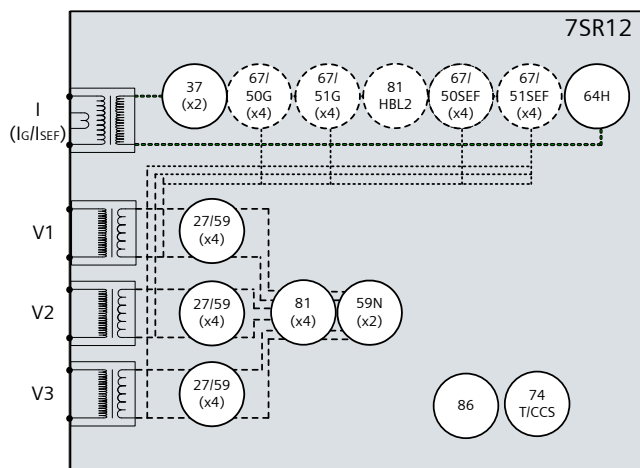 7SR12
I
(IG/ISEF)
37
(x2)
67/
50G
(x4)
67/
51G
(x4)
81
HBL2
67/
50SEF
(x4)
67/
51SEF
(x4)
64H
V1
27/59
(x4)
V2
27/59
(x4)
81
(x4)
59N
(x2)
V3
27/59
(x4)
86
74
T/CCS